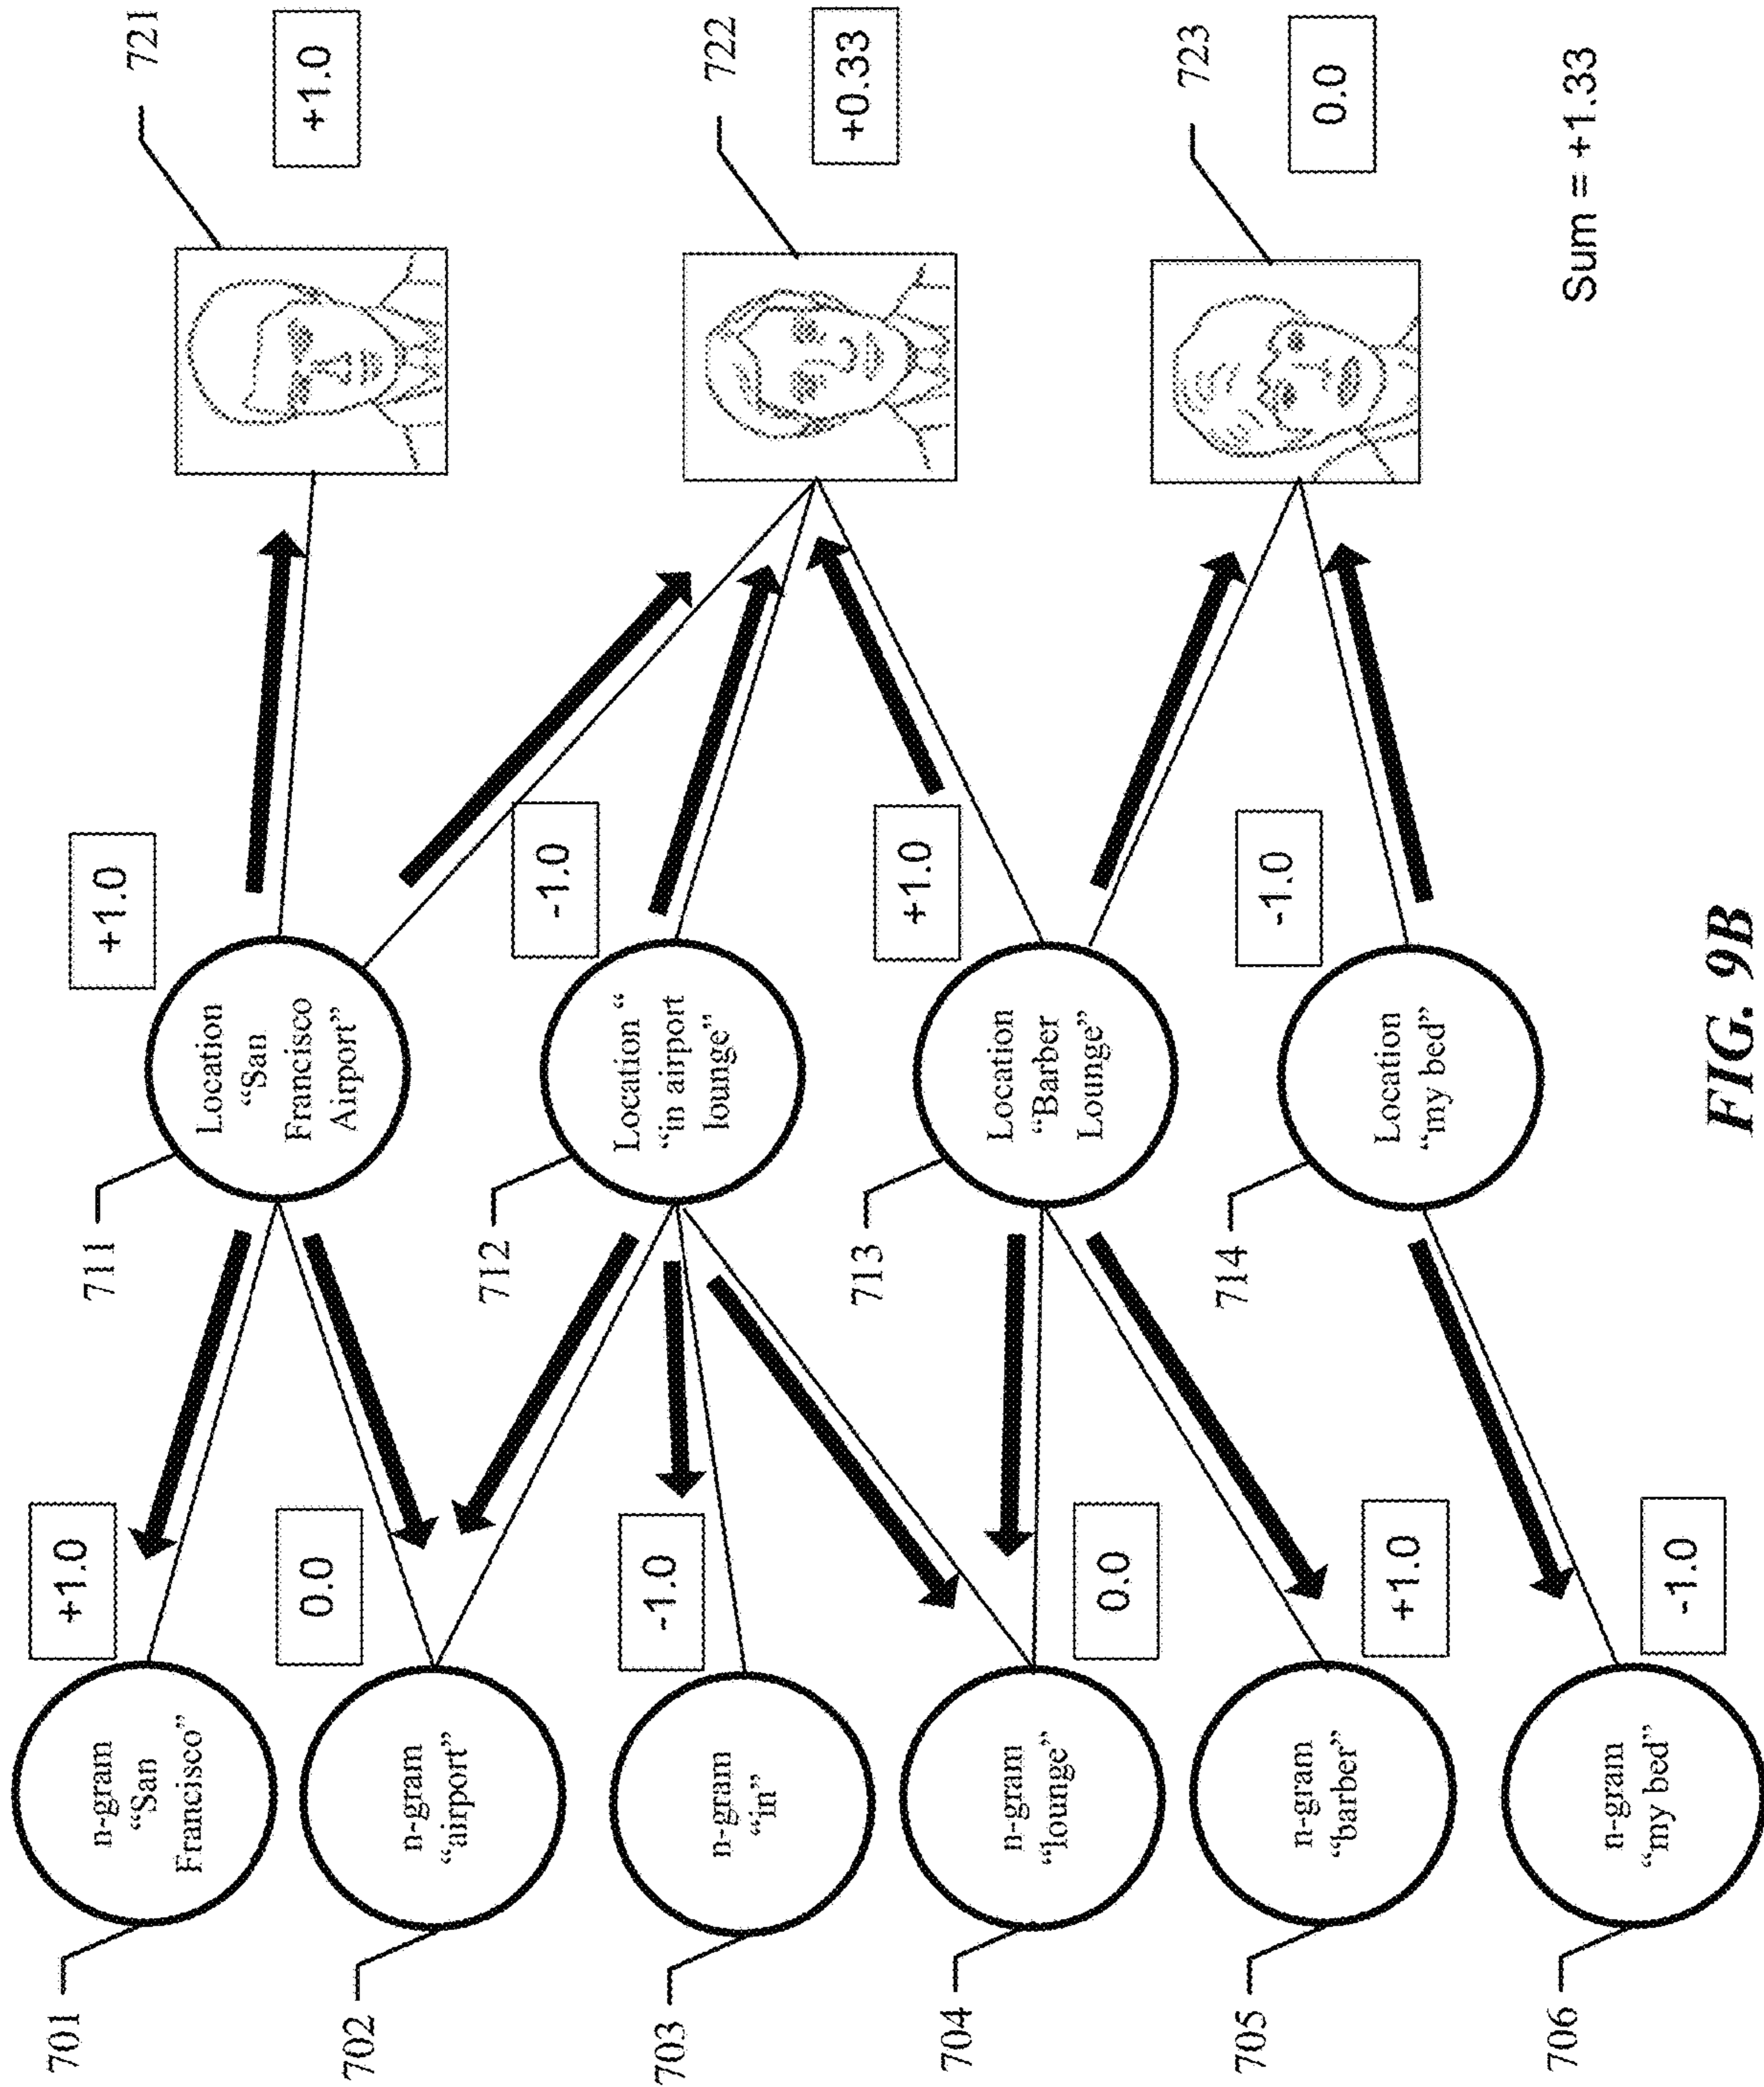 701
n-gram
“San
Francisco”
+1.0
702
n-gram
“airport”
0.0
703
n-gram
“in”
-1.0
704
n-gram
“lounge”
0.0
705
n-gram
“barber”
+1.0
706
n-gram
“my bed”
-1.0
711
Location
“San
Francisco
Airport”
+1.0
712
Location “
“in airport
lounge”
-1.0
713
Location
“Barber
Lounge”
+1.0
714
Location
“my bed”
-1.0
721
+1.0
722
+0.33
723
0.0
Sum = +1.33
FIG. 9B